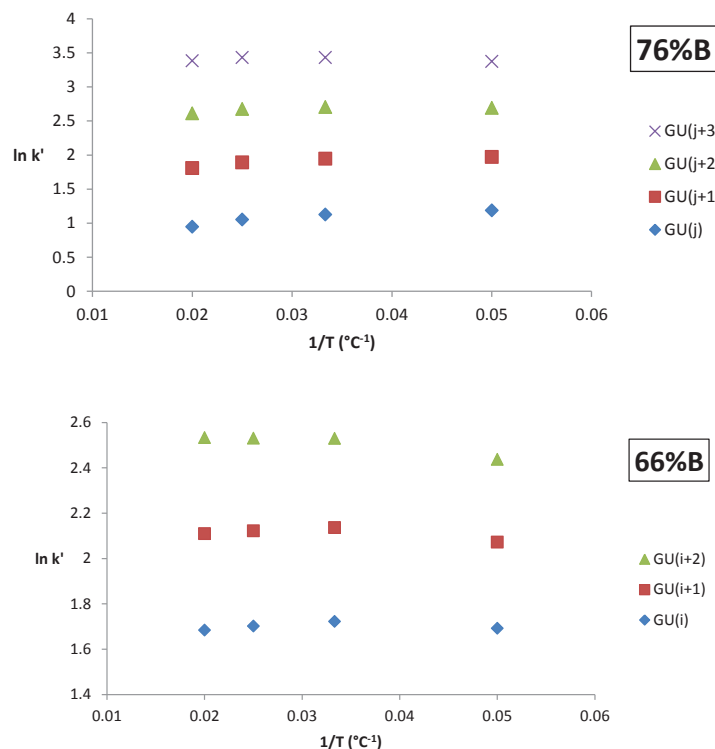 76%B
3.5
4
3
2.5
2
1.5
1
0.5
0
ln k'
0.01
0.02
0.03
0.04
0.05
0.06
1/T (°C-1)
GU(j+3
GU(j+2
GU(j+1
GU(j)
66%B
2.6
2.4
2.2
2
1.8
1.6
1.4
ln k'
0.01
0.02
0.03
0.04
0.05
0.06
1/T (°C-1)
GU(i+2)
GU(i+1)
GU(i)